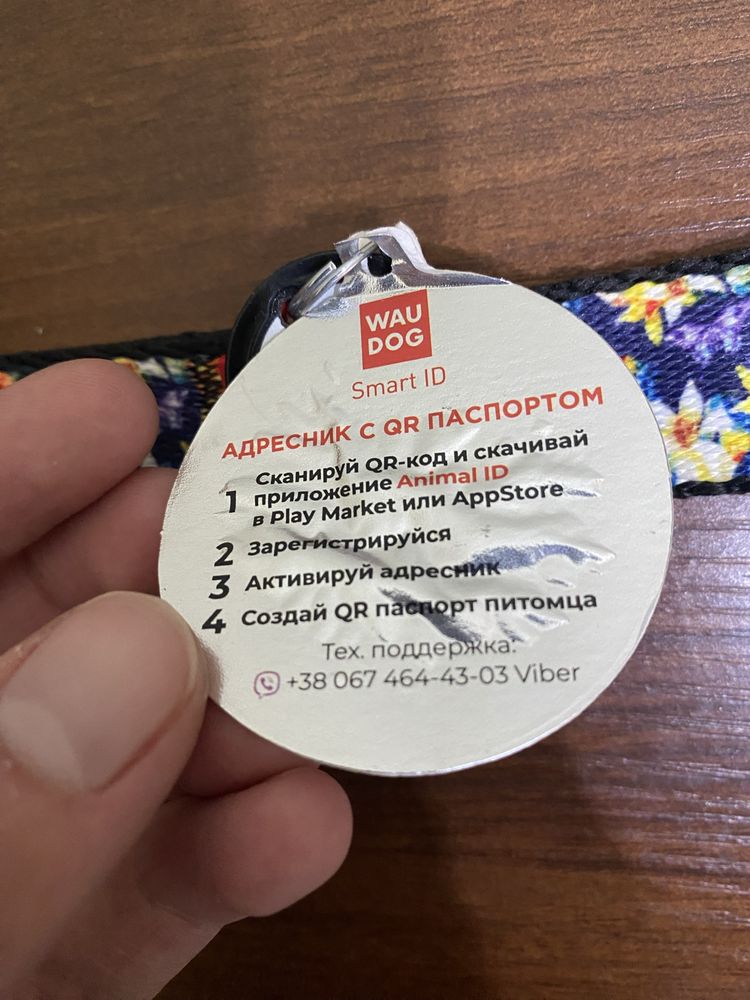 WAU
DOG
Smart ID
АДРЕСНИК С QR ПАСПОРТОМ
1 Сканируй QR-код и скачивай
приложение Animal ID
в Play Market или AppStore
2 Зарегистрируйся
3 Активируй адресник
4 Создай QR паспорт питомца
Тех. поддержка:
+38 067 464-43-03 Viber